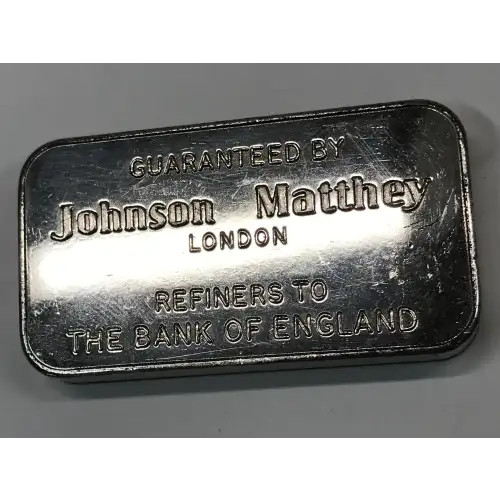 GUARANTEED BY
Johnson Matthey
LONDON
REFINERS TO
THE BANK OF ENGLAND